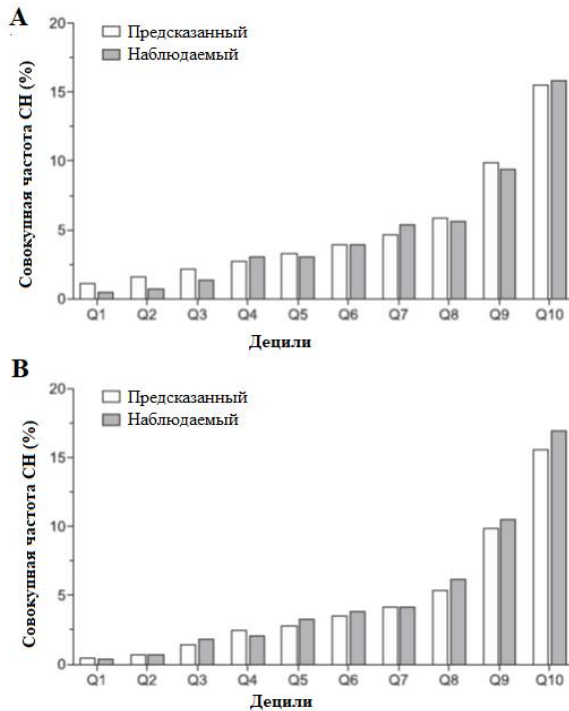 A
Предсказанный
Наблюдаемый
Совокупная частота СН (%)
20
15
10
5
0
Q1 Q2 Q3 Q4 Q5 Q6 Q7 Q8 Q9 Q10
Децили
B
Предсказанный
Наблюдаемый
Совокупная частота СН (%)
20
15
10
5
0
Q1 Q2 Q3 Q4 Q5 Q6 Q7 Q8 Q9 Q10
Децили